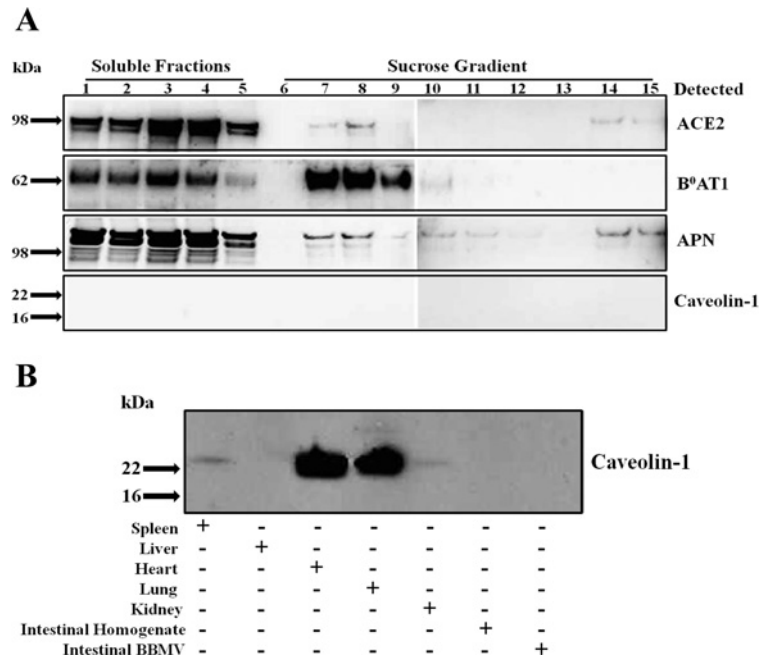 A
kDa Soluble Fractions Sucrose Gradient
1 2 3 4 5 6 7 8 9 10 11 12 13 14 15 Detected
98 ACE2
62 B⁰AT1
98 APN
22 Caveolin-1
16
B
kDa
22 Caveolin-1
16
Spleen + - - - - - -
Liver - + - - - - -
Heart - - + - - - -
Lung - - - + - - -
Kidney - - - - + - -
Intestinal Homogenate - - - - - + -
Intestinal BBMV - - - - - - +